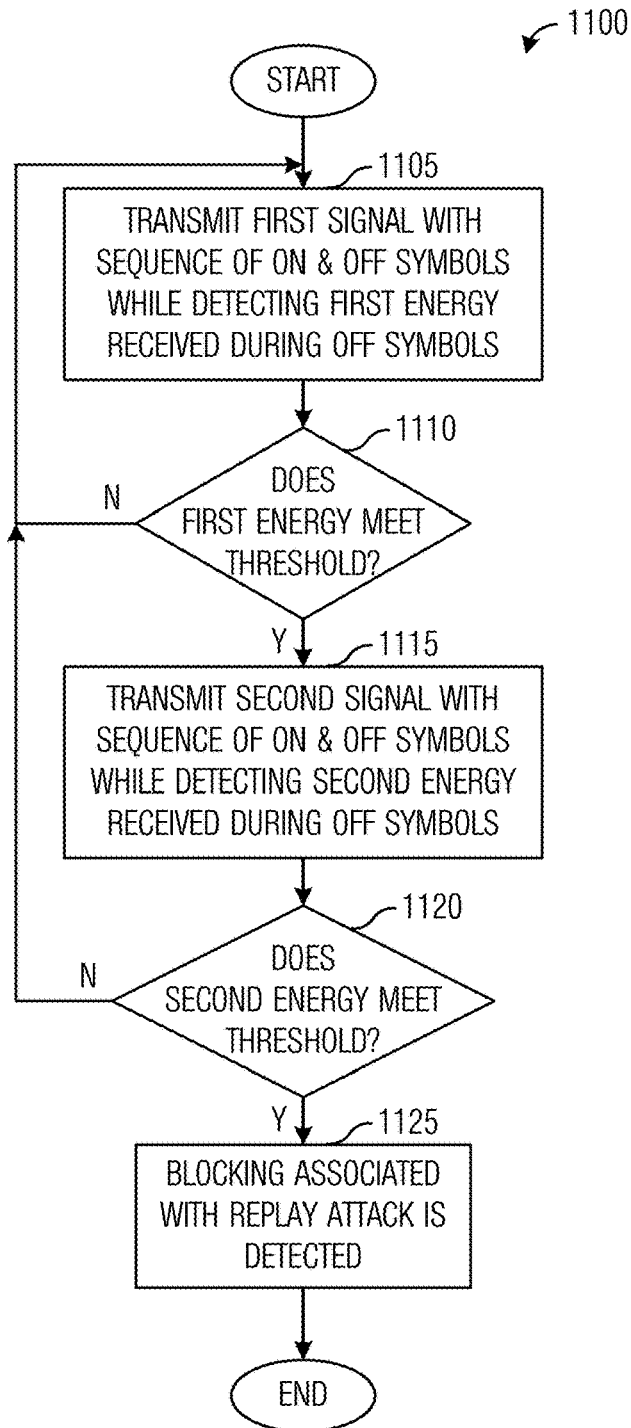 1100
START
1105
TRANSMIT FIRST SIGNAL WITH
SEQUENCE OF ON & OFF SYMBOLS
WHILE DETECTING FIRST ENERGY
RECEIVED DURING OFF SYMBOLS
1110
DOES
FIRST ENERGY MEET
THRESHOLD?
N
Y
1115
TRANSMIT SECOND SIGNAL WITH
SEQUENCE OF ON & OFF SYMBOLS
WHILE DETECTING SECOND ENERGY
RECEIVED DURING OFF SYMBOLS
1120
DOES
SECOND ENERGY MEET
THRESHOLD?
N
Y
1125
BLOCKING ASSOCIATED
WITH REPLAY ATTACK IS
DETECTED
END